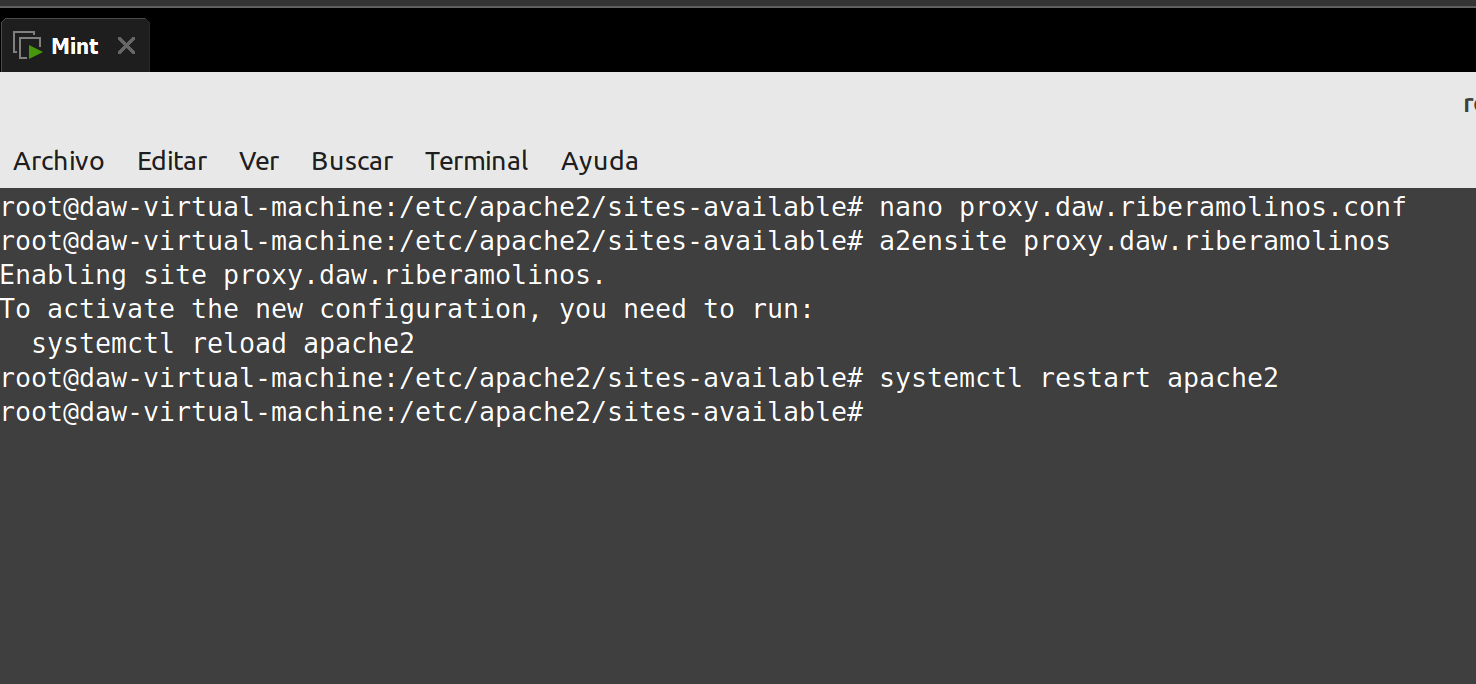 Mint
Archivo Editar Ver Buscar Terminal Ayuda
root@daw-virtual-machine:/etc/apache2/sites-available# nano proxy.daw.riberamolinos.conf
root@daw-virtual-machine:/etc/apache2/sites-available# a2ensite proxy.daw.riberamolinos
Enabling site proxy.daw.riberamolinos.
To activate the new configuration, you need to run:
  systemctl reload apache2
root@daw-virtual-machine:/etc/apache2/sites-available# systemctl restart apache2
root@daw-virtual-machine:/etc/apache2/sites-available#